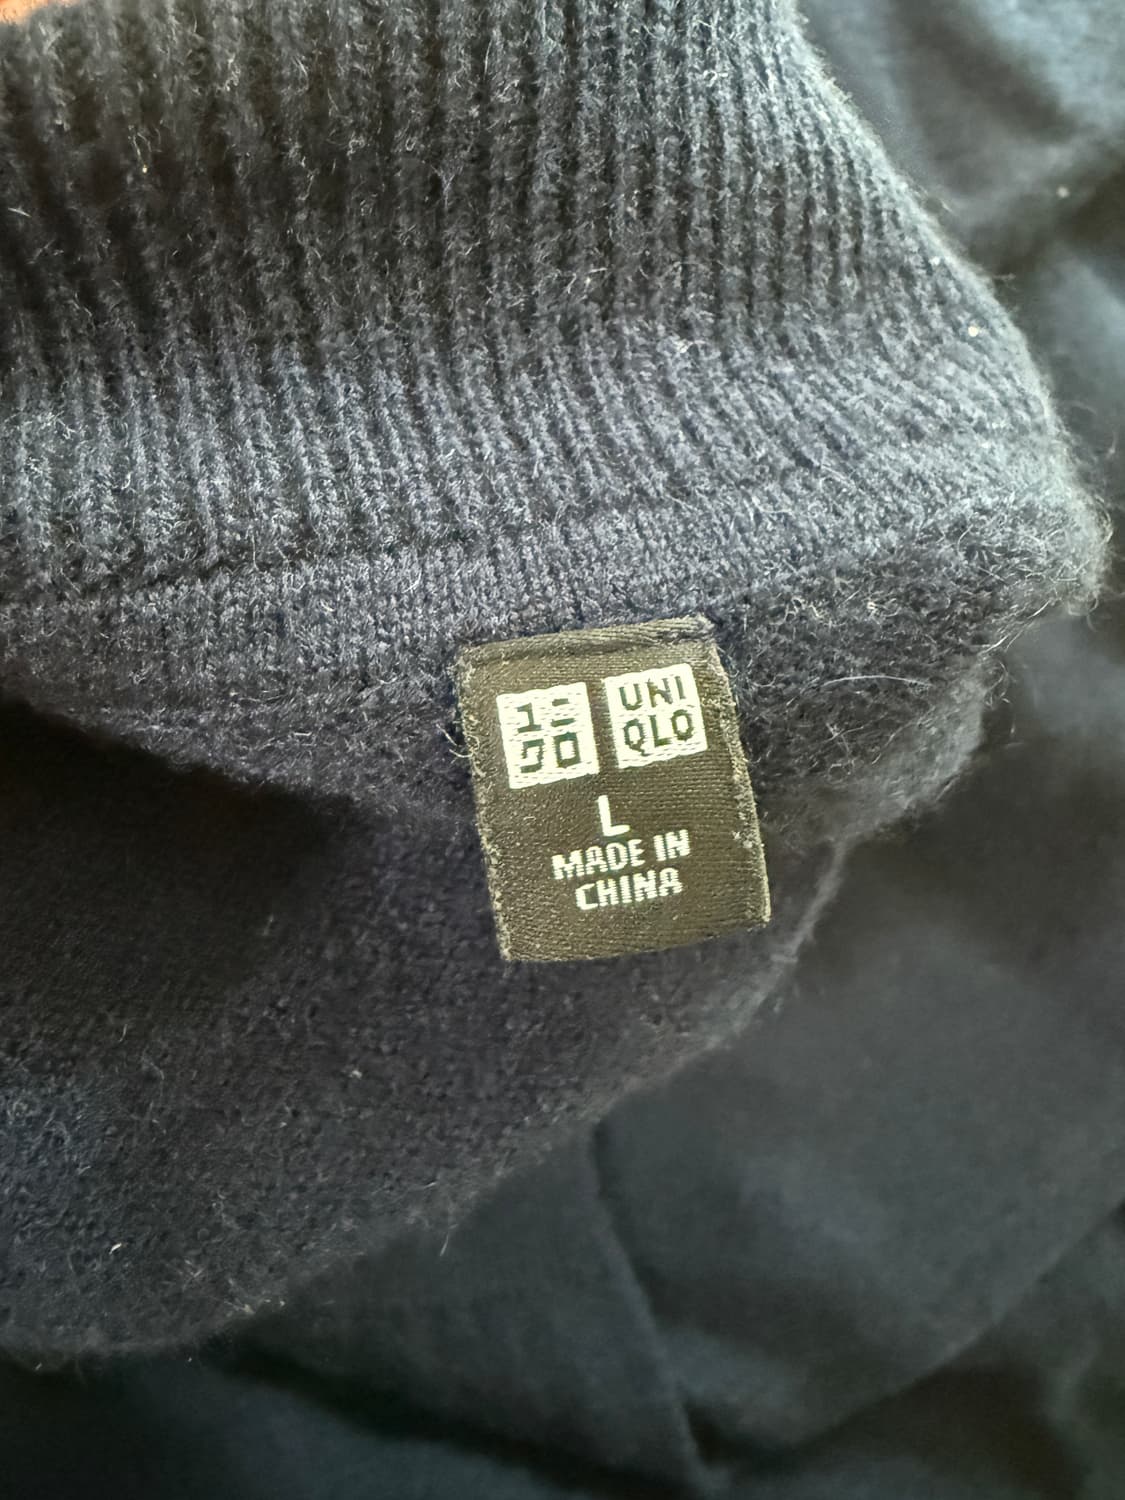 ユニ
クロ
UNI
QLO
L
MADE IN
CHINA